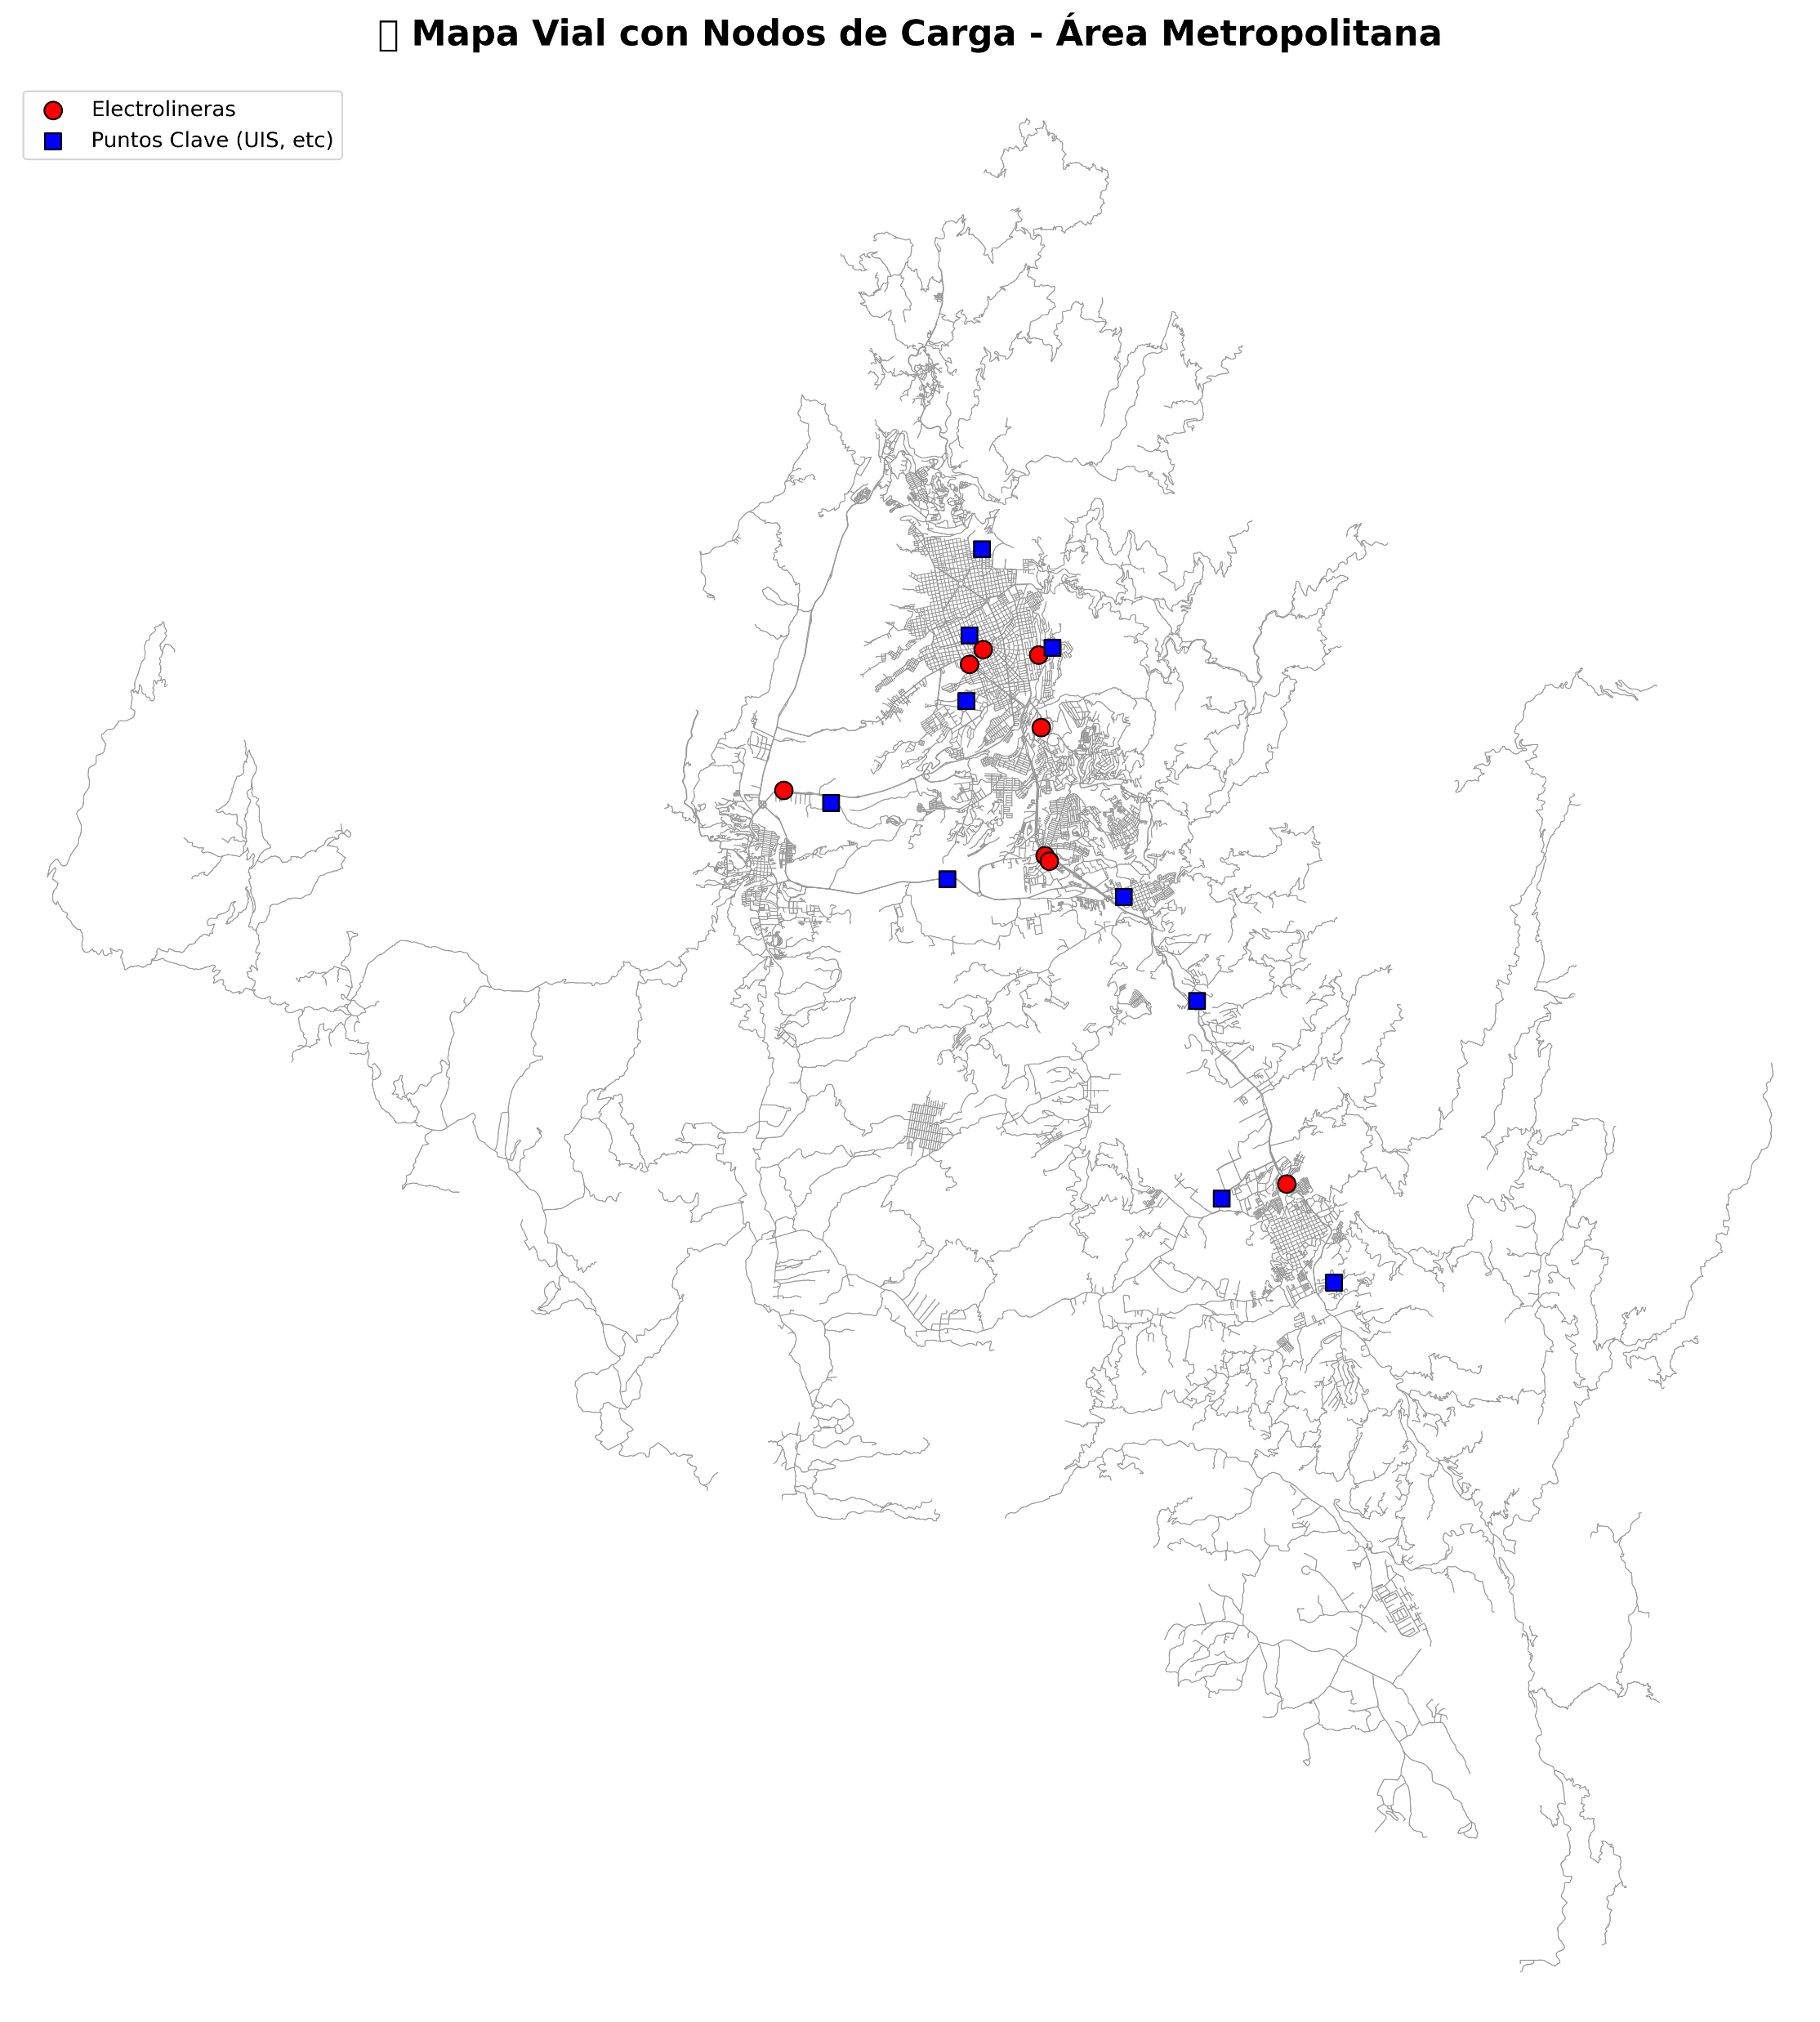 Mapa Vial con Nodos de Carga - Área Metropolitana
Electrolineras
Puntos Clave (UIS, etc)